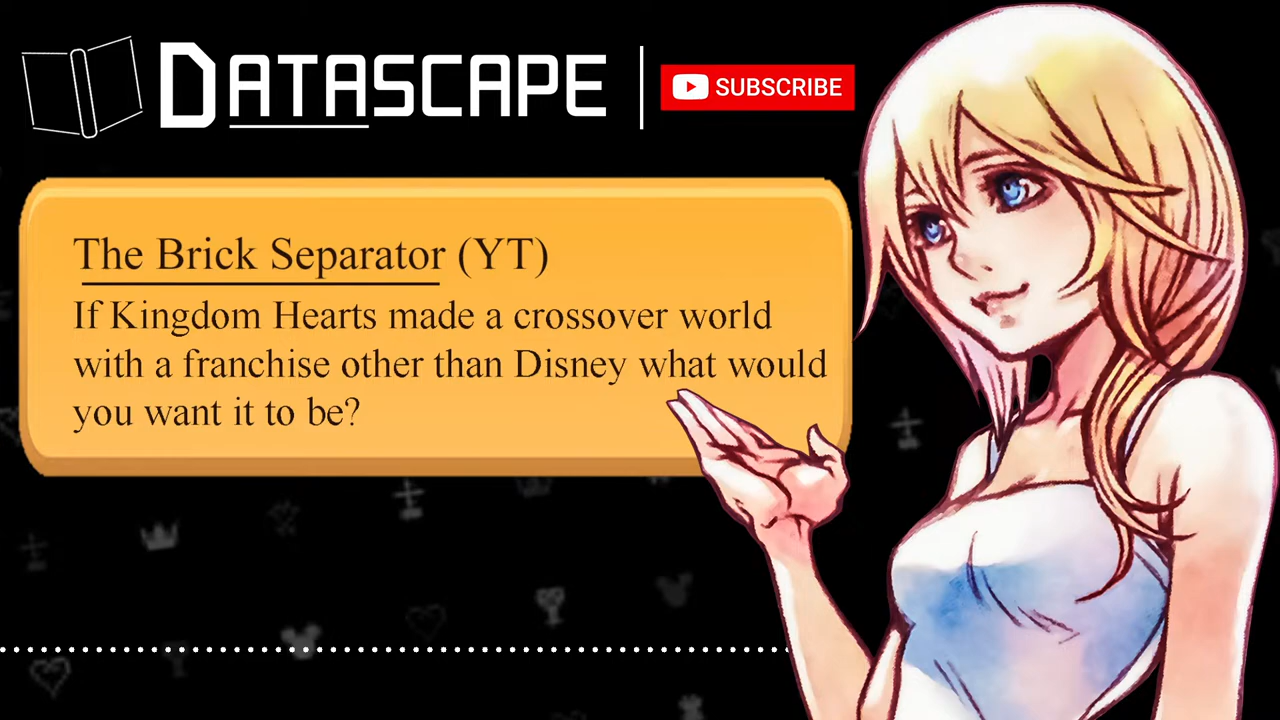 DATASCAPE
SUBSCRIBE
The Brick Separator (YT)
If Kingdom Hearts made a crossover world
with a franchise other than Disney what would
you want it to be?